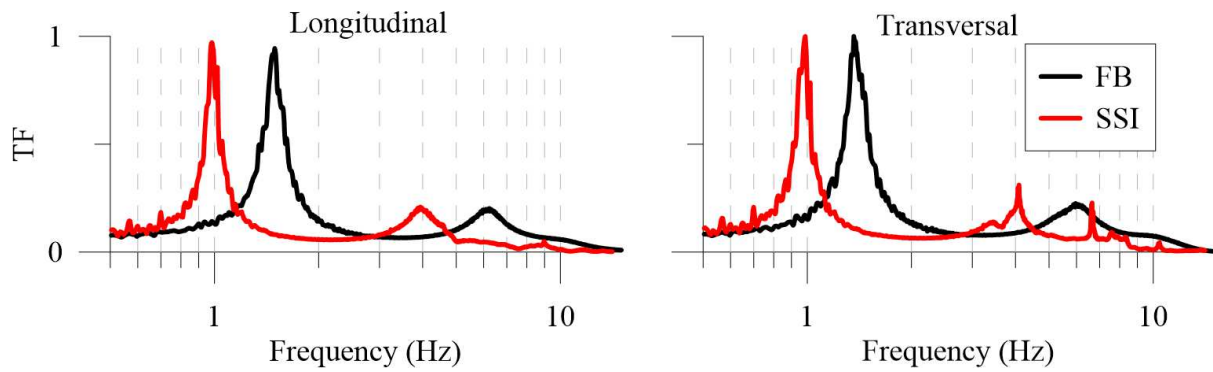 Longitudinal
Transversal
1
FB
SSI
TF
0
1
10
1
10
Frequency (Hz)
Frequency (Hz)